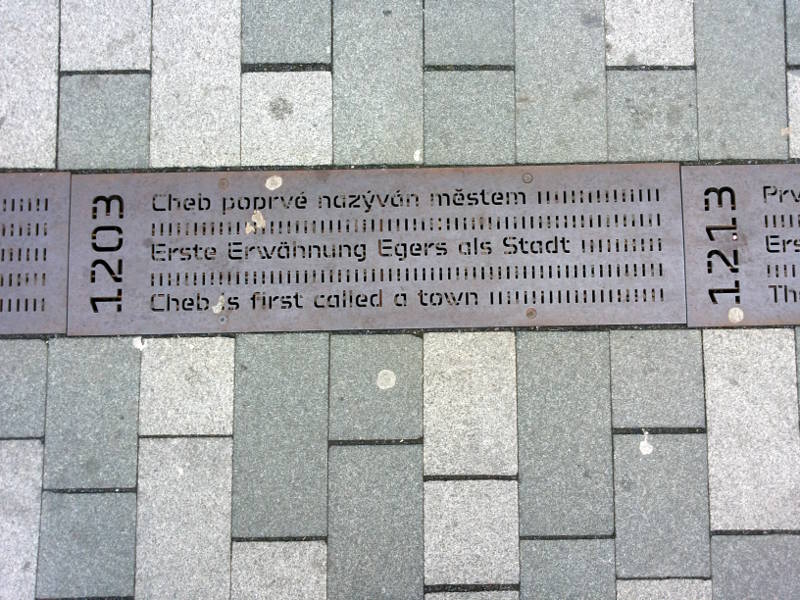 1203
Cheb poprvé nazýván městem
Erste Erwähnung Egers als Stadt
Cheb is first called a town
1213